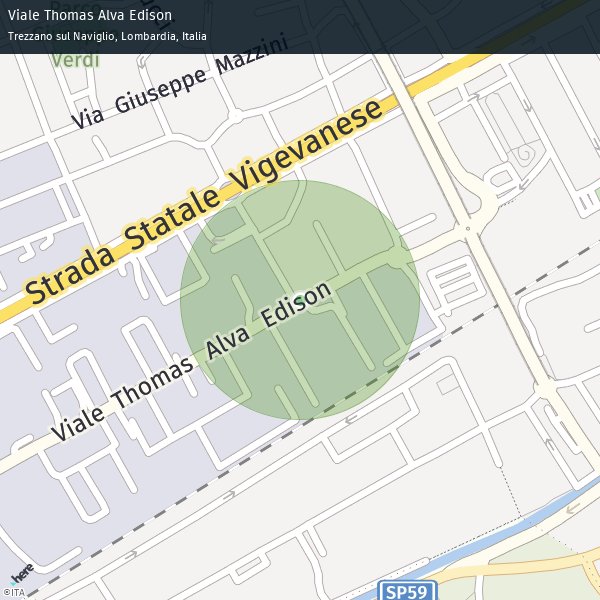 Viale Thomas Alva Edison
Trezzano sul Naviglio, Lombardia, Italia
Verdi
Via Giuseppe Mazzini
Strada Statale Vigevanese
Viale Thomas Alva Edison
here
©ITA
SP59